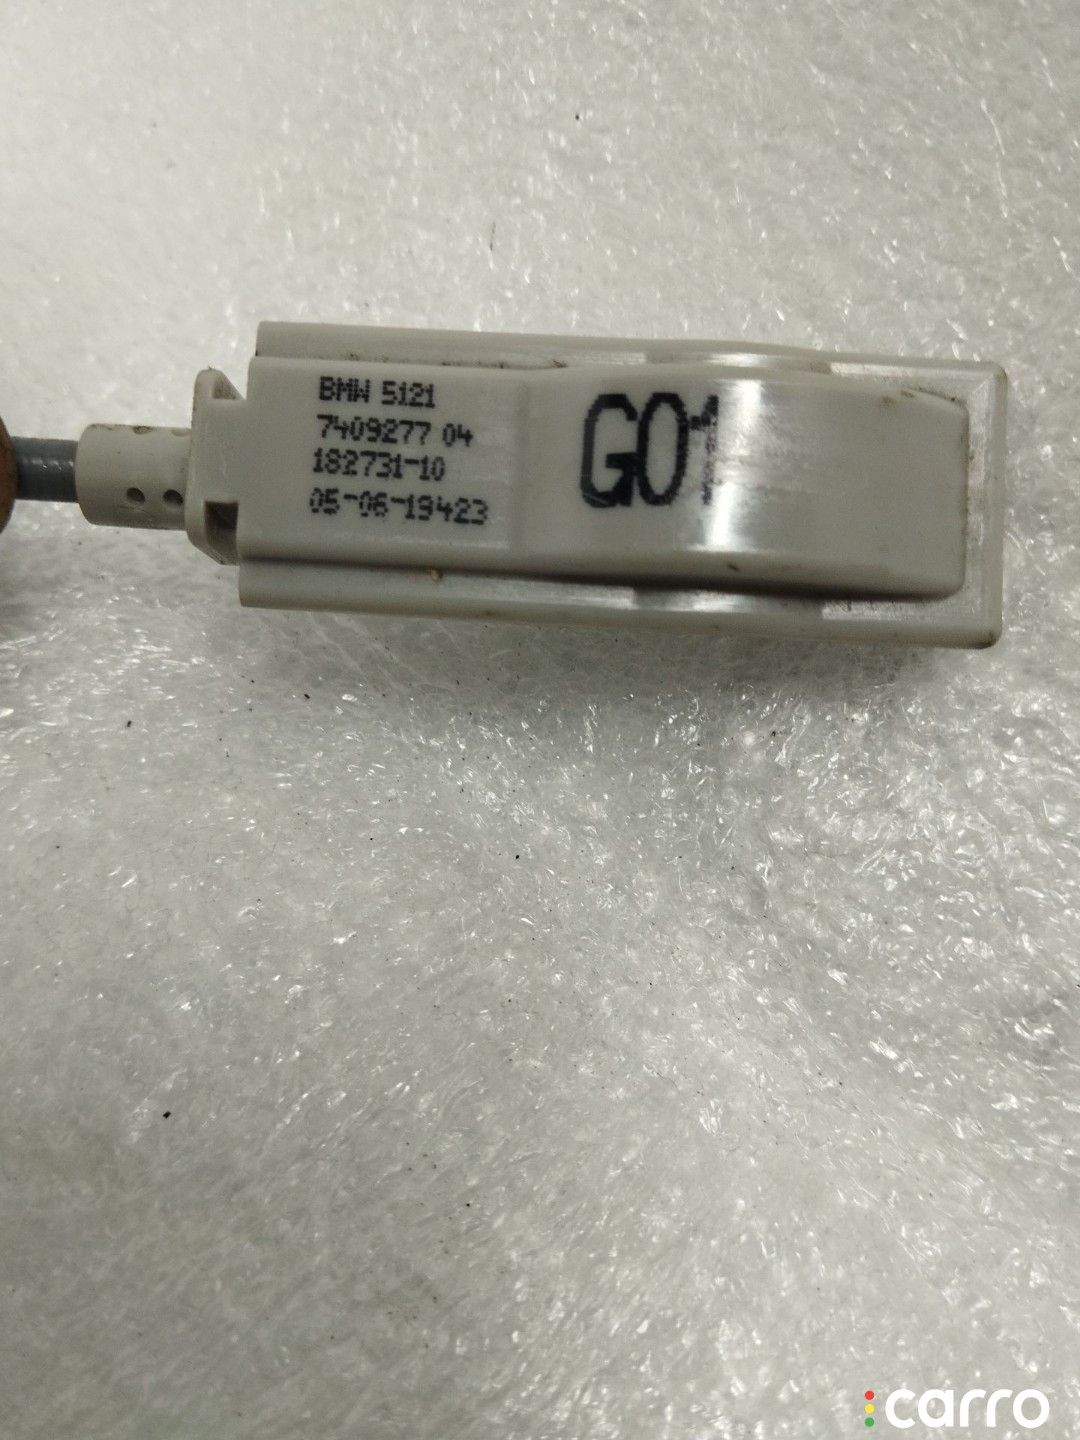 BMW 5121
7409277 04
182731-10
05-06-19423
G01
carro